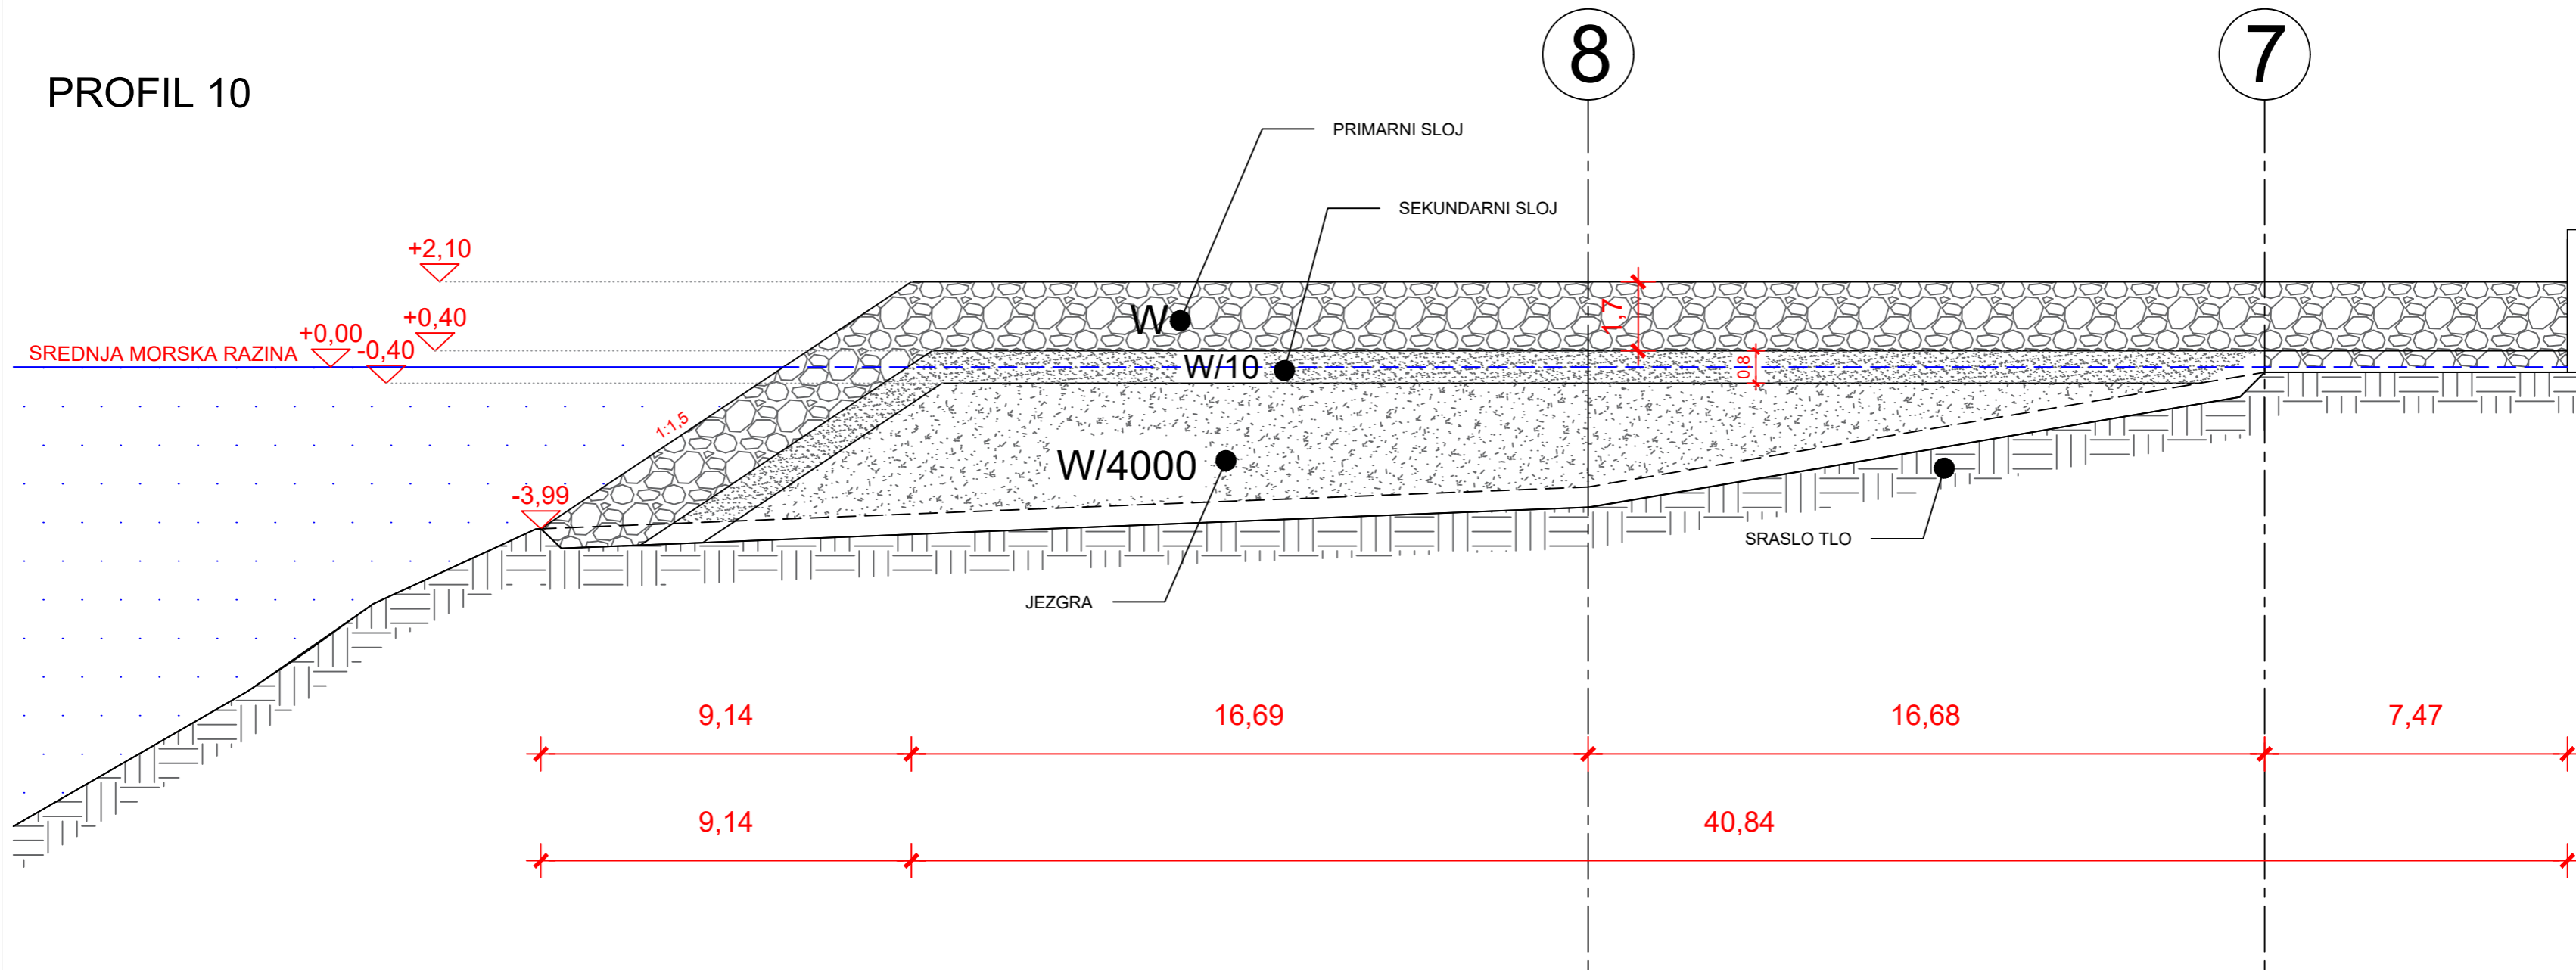 8
7
PROFIL 10
PRIMARNI SLOJ
SEKUNDARNI SLOJ
+2,10
+0,40
+0,00
-0,40
SREDNJA MORSKA RAZINA
W
1,7
W/10
0,8
1:1,5
W/4000
-3,99
SRASLO TLO
JEZGRA
9,14
16,69
16,68
7,47
9,14
40,84